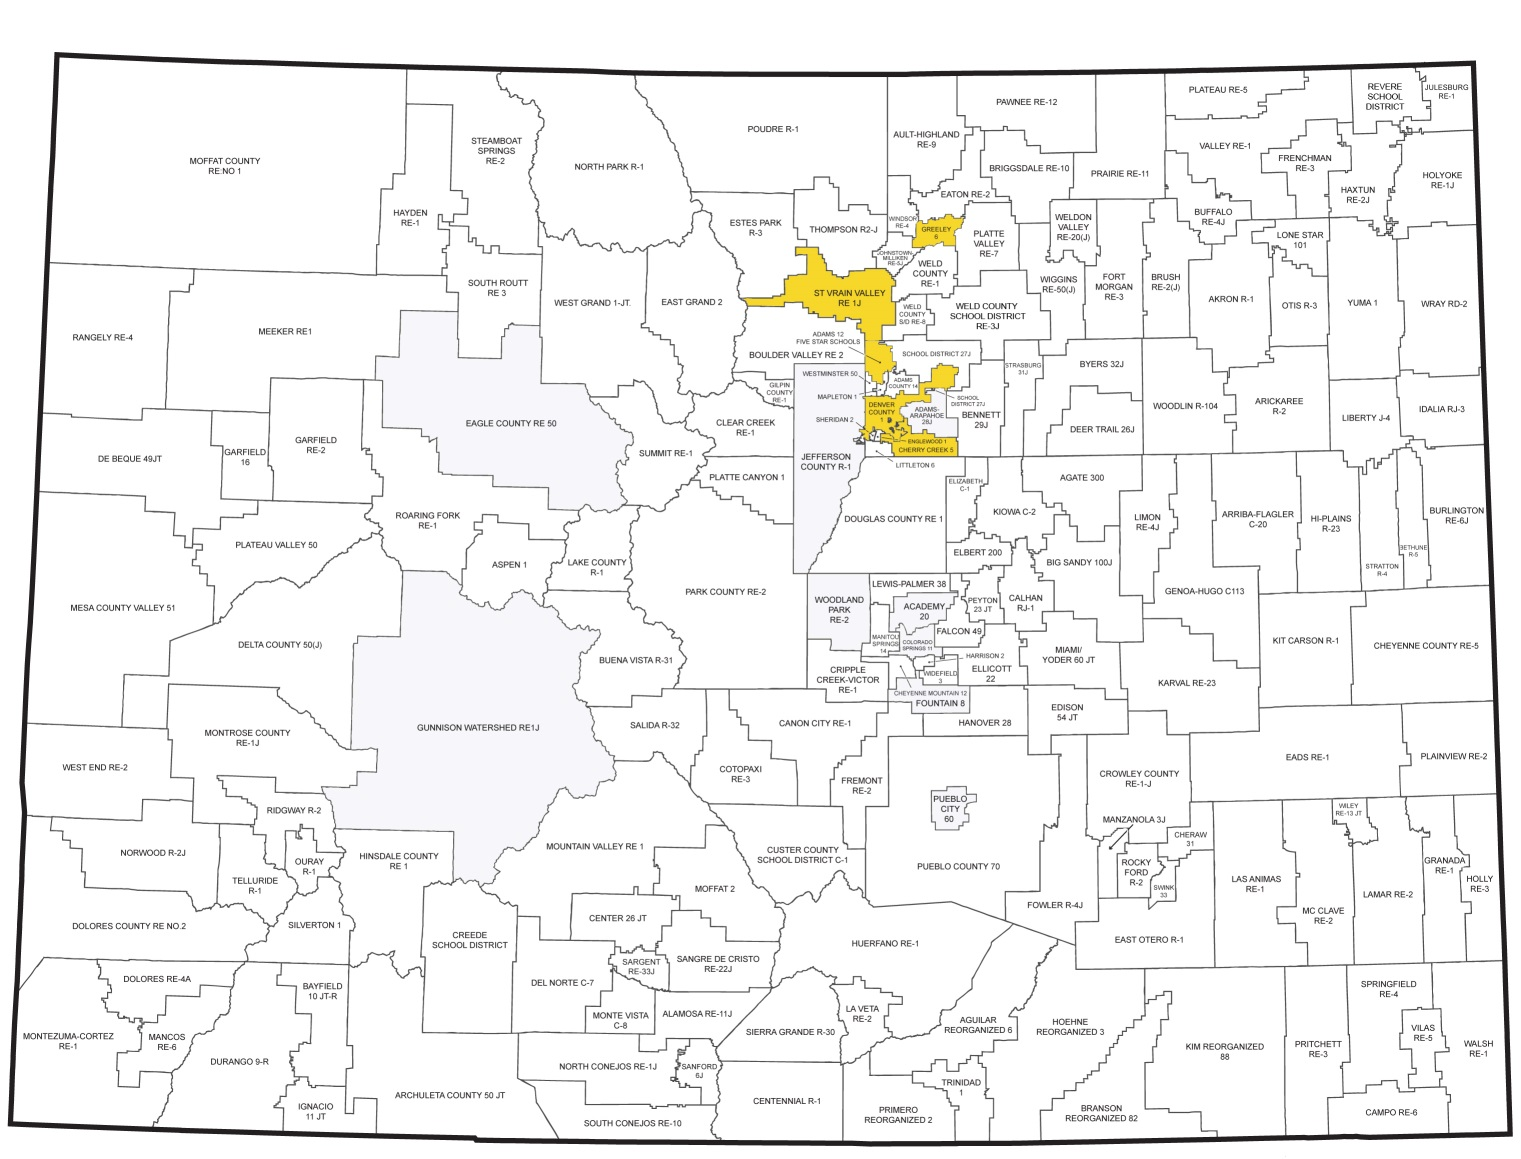 MOFFAT COUNTY
RE:NO 1
HAYDEN
RE-1
STEAMBOAT
SPRINGS
RE-2
NORTH PARK R-1
POUDRE R-1
AULT-HIGHLAND
RE-9
PAWNEE RE-12
BRIGGSDALE RE-10
PRAIRIE RE-11
PLATEAU RE-5
REVERE
SCHOOL
DISTRICT
JULESBURG
RE-1
VALLEY RE-1
FRENCHMAN
RE-3
HAXTUN
RE-2J
HOLYOKE
RE-1J
EATON RE-2
BUFFALO
RE-4J
LONE STAR
101
ESTES PARK
R-3
THOMPSON R2-J
WINDSOR
RE-4
GREELEY
6
PLATTE
VALLEY
RE-7
WELDON
VALLEY
RE-20(J)
JOHNSTOWN-
MILLIKEN
RE-5J
WELD
COUNTY
RE-1
SOUTH ROUTT
RE 3
WEST GRAND 1-JT.
EAST GRAND 2
ST VRAIN VALLEY
RE 1J
WELD
COUNTY
S/D RE-8
WELD COUNTY
SCHOOL DISTRICT
RE-3J
WIGGINS
RE-50(J)
FORT
MORGAN
RE-3
BRUSH
RE-2(J)
AKRON R-1
OTIS R-3
YUMA 1
WRAY RD-2
RANGELY RE-4
MEEKER RE1
ADAMS 12
FIVE STAR SCHOOLS
BOULDER VALLEY RE 2
SCHOOL DISTRICT 27J
STRASBURG
31J
BYERS 32J
WESTMINSTER 50
ADAMS
COUNTY 14
GILPIN
COUNTY
RE-1
MAPLETON 1
SCHOOL
DISTRICT 27J
DENVER
COUNTY
1
ADAMS-
ARAPAHOE
28J
BENNETT
29J
SHERIDAN 2
ENGLEWOOD 1
CHERRY CREEK 5
LITTLETON 6
DEER TRAIL 26J
WOODLIN R-104
ARICKAREE
R-2
LIBERTY J-4
IDALIA RJ-3
EAGLE COUNTY RE 50
CLEAR CREEK
RE-1
SUMMIT RE-1
JEFFERSON
COUNTY R-1
PLATTE CANYON 1
DE BEQUE 49JT
GARFIELD
16
GARFIELD
RE-2
ROARING FORK
RE-1
ASPEN 1
LAKE COUNTY
R-1
DOUGLAS COUNTY RE 1
ELIZABETH
C-1
KIOWA C-2
AGATE 300
ELBERT 200
BIG SANDY 100J
LIMON
RE-4J
ARRIBA-FLAGLER
C-20
HI-PLAINS
R-23
STRATTON
R-4
BETHUNE
R-5
BURLINGTON
RE-6J
GENOA-HUGO C113
PLATEAU VALLEY 50
MESA COUNTY VALLEY 51
DELTA COUNTY 50(J)
PARK COUNTY RE-2
WOODLAND
PARK
RE-2
LEWIS-PALMER 38
ACADEMY
20
PEYTON
23 JT
CALHAN
RJ-1
FALCON 49
MANITOU
SPRINGS
14
COLORADO
SPRINGS 11
HARRISON 2
WIDEFIELD
3
ELLICOTT
22
MIAMI/
YODER 60 JT
CHEYENNE MOUNTAIN 12
FOUNTAIN 8
CRIPPLE
CREEK-VICTOR
RE-1
BUENA VISTA R-31
KIT CARSON R-1
CHEYENNE COUNTY RE-5
KARVAL RE-23
EDISON
54 JT
HANOVER 28
GUNNISON WATERSHED RE1J
SALIDA R-32
CANON CITY RE-1
COTOPAXI
RE-3
FREMONT
RE-2
MONTROSE COUNTY
RE-1J
WEST END RE-2
RIDGWAY R-2
PUEBLO
CITY
60
PUEBLO COUNTY 70
CROWLEY COUNTY
RE-1-J
EADS RE-1
PLAINVIEW RE-2
MANZANOLA 3J
CHERAW
31
WILEY
RE-13 JT
ROCKY
FORD
R-2
SWINK
33
LAS ANIMAS
RE-1
MC CLAVE
RE-2
LAMAR RE-2
GRANADA
RE-1
HOLLY
RE-3
NORWOOD R-2J
TELLURIDE
R-1
OURAY
R-1
HINSDALE COUNTY
RE 1
MOUNTAIN VALLEY RE 1
CUSTER COUNTY
SCHOOL DISTRICT C-1
MOFFAT 2
FOWLER R-4J
EAST OTERO R-1
DOLORES COUNTY RE NO.2
SILVERTON 1
CREEDE
SCHOOL DISTRICT
CENTER 26 JT
SARGENT
RE-33J
SANGRE DE CRISTO
RE-22J
HUERFANO RE-1
DEL NORTE C-7
MONTE VISTA
C-8
ALAMOSA RE-11J
LA VETA
RE-2
SIERRA GRANDE R-30
AGUILAR
REORGANIZED 6
HOEHNE
REORGANIZED 3
KIM REORGANIZED
88
PRITCHETT
RE-3
SPRINGFIELD
RE-4
VILAS
RE-5
WALSH
RE-1
CAMPO RE-6
DOLORES RE-4A
BAYFIELD
10 JT-R
MONTEZUMA-CORTEZ
RE-1
MANCOS
RE-6
DURANGO 9-R
IGNACIO
11 JT
ARCHULETA COUNTY 50 JT
NORTH CONEJOS RE-1J
SANFORD
6J
SOUTH CONEJOS RE-10
CENTENNIAL R-1
PRIMERO
REORGANIZED 2
TRINIDAD
1
BRANSON
REORGANIZED 82